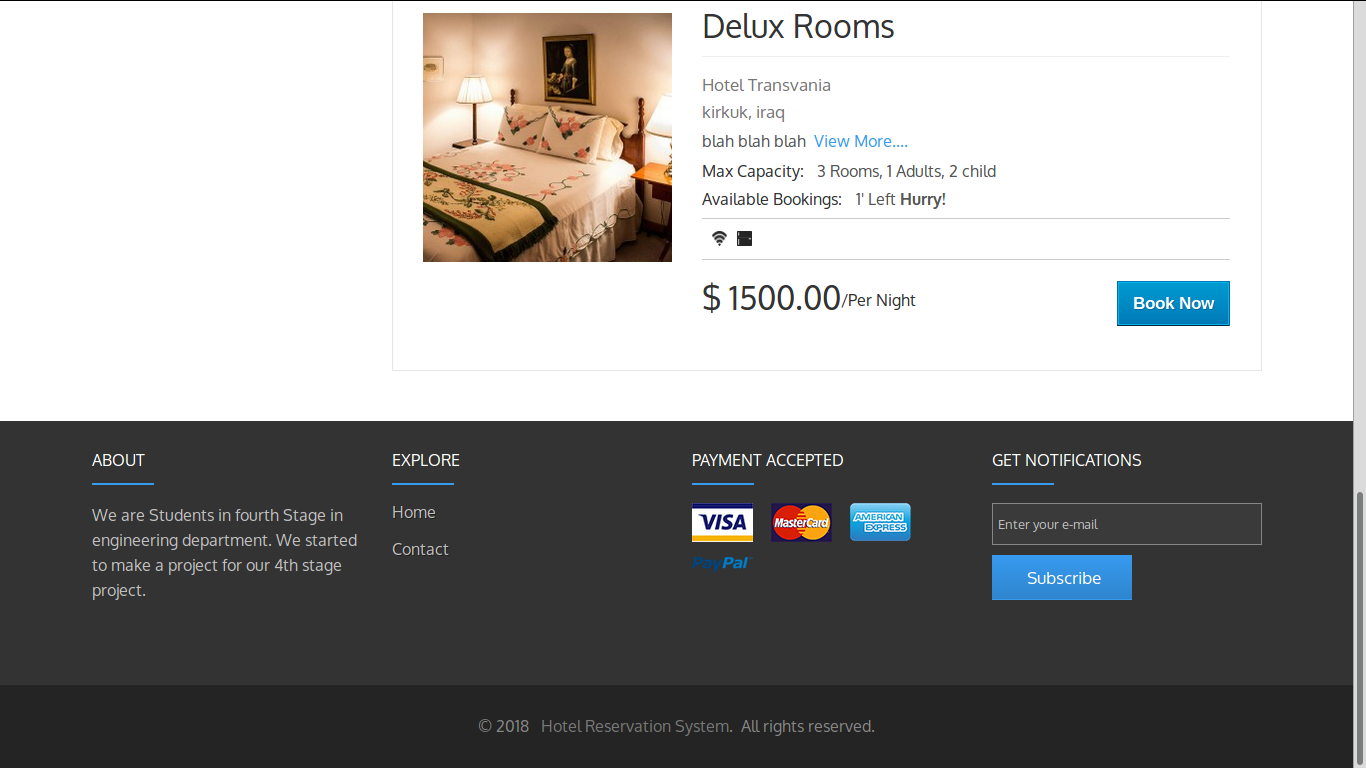 Delux Rooms
Hotel Transvania
kirkuk, iraq
blah blah blah View More....
Max Capacity: 3 Rooms, 1 Adults, 2 child
Available Bookings: 1' Left Hurry!
$ 1500.00/Per Night
Book Now
ABOUT
We are Students in fourth Stage in
engineering department. We started
to make a project for our 4th stage
project.
EXPLORE
Home
Contact
PAYMENT ACCEPTED
VISA
MasterCard
AMERICAN
EXPRESS
PayPal
GET NOTIFICATIONS
Enter your e-mail
Subscribe
© 2018 Hotel Reservation System. All rights reserved.